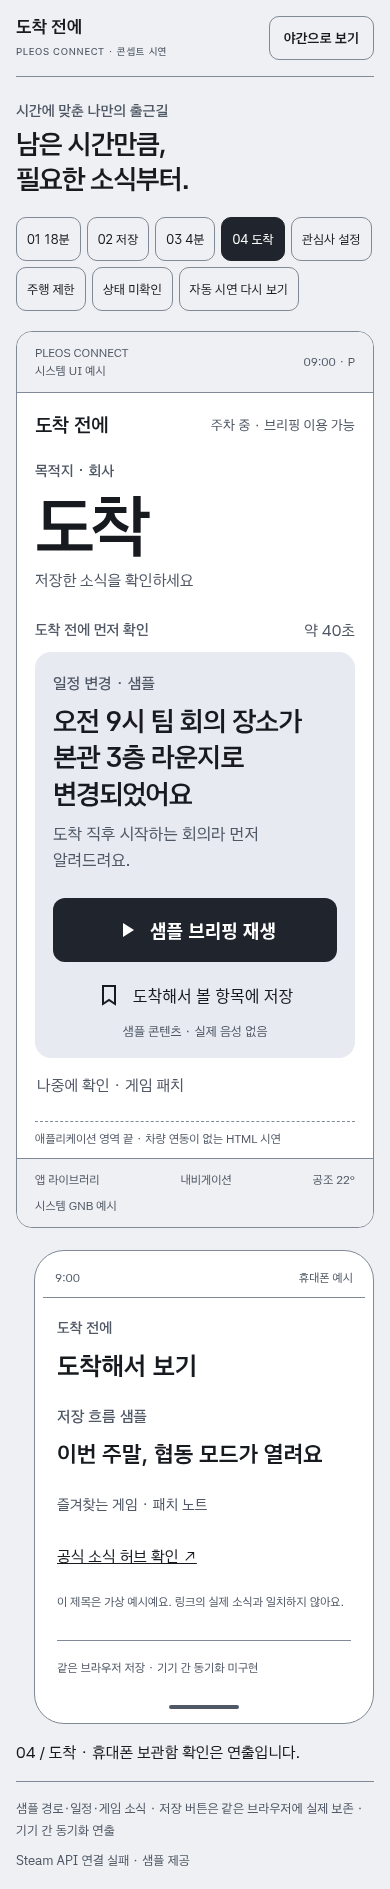 도착 전에
야간으로 보기
PLEOS CONNECT · 콘셉트 시연
시간에 맞춘 나만의 출근길
남은 시간만큼,
필요한 소식부터.
01 18분
02 저장
03 4분
04 도착
관심사 설정
주행 제한
상태 미확인
자동 시연 다시 보기
PLEOS CONNECT
시스템 UI 예시
09:00 · P
도착 전에
주차 중 · 브리핑 이용 가능
목적지 · 회사
도착
저장한 소식을 확인하세요
도착 전에 먼저 확인
약 40초
일정 변경 · 샘플
오전 9시 팀 회의 장소가
본관 3층 라운지로
변경되었어요
도착 직후 시작하는 회의라 먼저
알려드려요.
샘플 브리핑 재생
도착해서 볼 항목에 저장
샘플 콘텐츠 · 실제 음성 없음
나중에 확인 · 게임 패치
애플리케이션 영역 끝 · 차량 연동이 없는 HTML 시연
앱 라이브러리
내비게이션
공조 22°
시스템 GNB 예시
9:00
휴대폰 예시
도착 전에
도착해서 보기
저장 흐름 샘플
이번 주말, 협동 모드가 열려요
즐겨찾는 게임 · 패치 노트
공식 소식 허브 확인 ↗
이 제목은 가상 예시예요. 링크의 실제 소식과 일치하지 않아요.
같은 브라우저 저장 · 기기 간 동기화 미구현
04 / 도착 · 휴대폰 보관함 확인은 연출입니다.
샘플 경로·일정·게임 소식 · 저장 버튼은 같은 브라우저에 실제 보존 ·
기기 간 동기화 연출
Steam API 연결 실패 · 샘플 제공